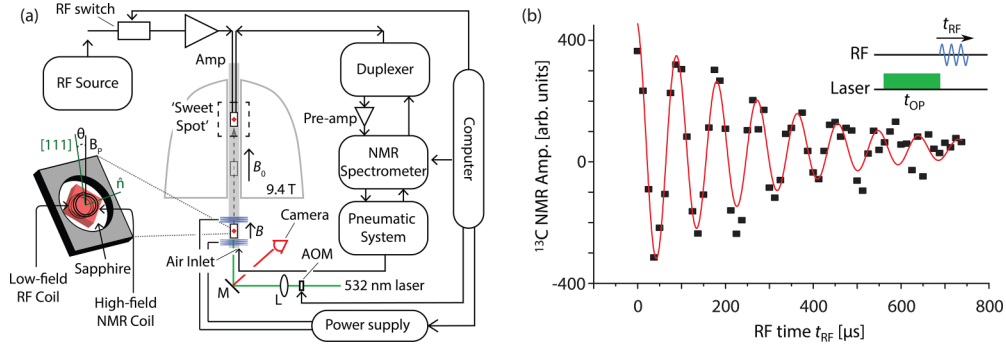 (a)
RF switch
RF Source
Amp
Duplexer
'Sweet
Spot'
Pre-amp
NMR
Spectrometer
Computer
B0
9.4 T
Pneumatic
System
Camera
B
[111]
θ
BP
n̂
Air Inlet
AOM
Sapphire
Low-field
RF Coil
High-field
NMR Coil
M
L
532 nm laser
Power supply
(b)
13C NMR Amp. [arb. units]
400
0
-400
0
200
400
600
800
RF time tRF [µs]
tRF
RF
Laser
tOP